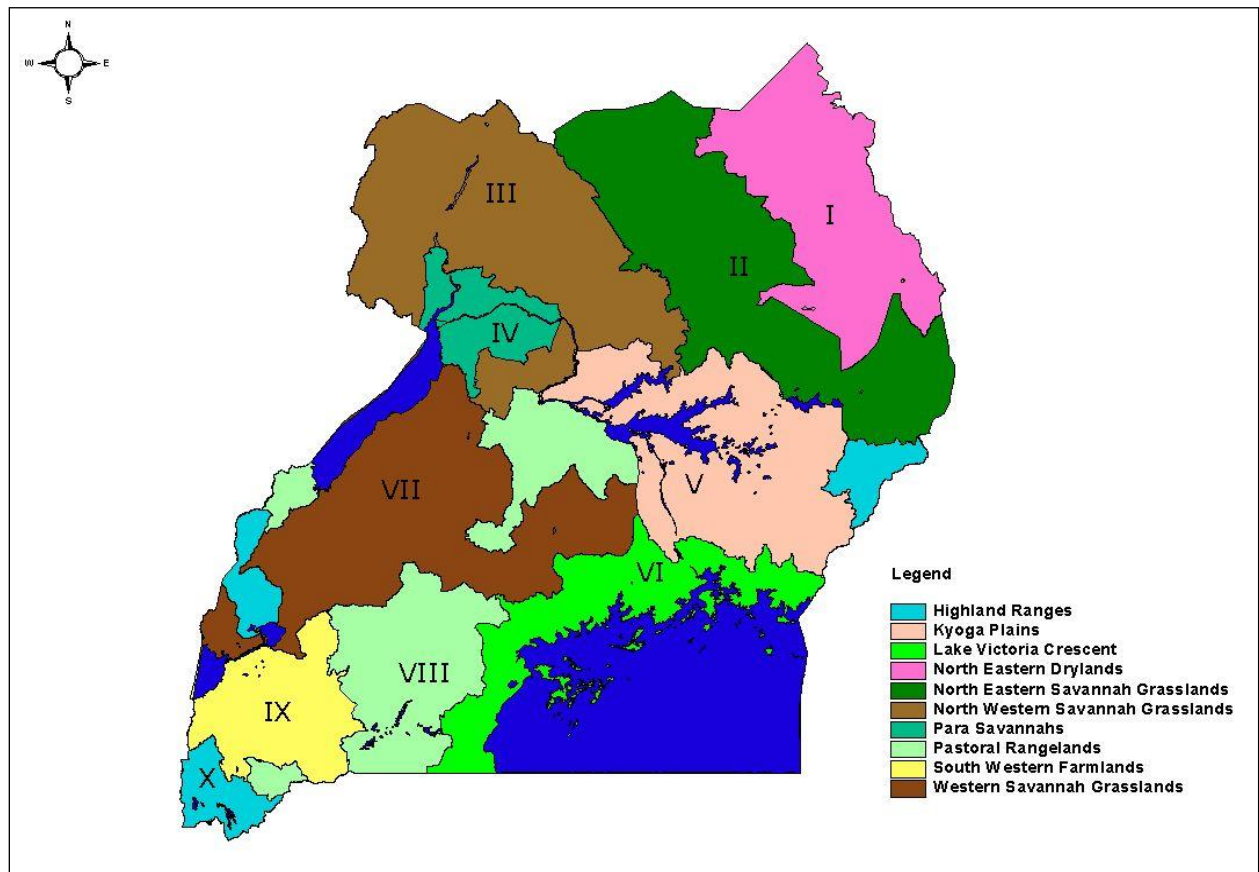 N
W E
S
III
I
II
IV
VII
V
VI
VIII
IX
X
Legend
Highland Ranges
Kyoga Plains
Lake Victoria Crescent
North Eastern Drylands
North Eastern Savannah Grasslands
North Western Savannah Grasslands
Para Savannahs
Pastoral Rangelands
South Western Farmlands
Western Savannah Grasslands